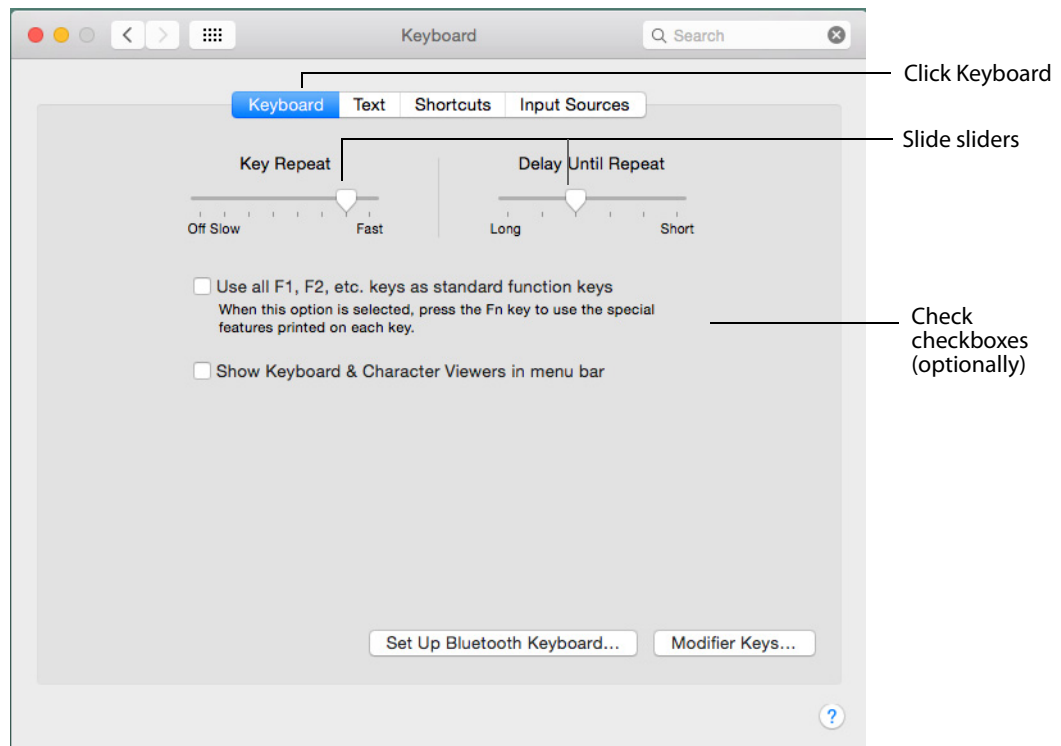 Keyboard
Search
Click Keyboard
Keyboard Text Shortcuts Input Sources
Slide sliders
Key Repeat
Delay Until Repeat
Off Slow Fast
Long Short
Use all F1, F2, etc. keys as standard function keys
When this option is selected, press the Fn key to use the special
features printed on each key.
Check
checkboxes
(optionally)
Show Keyboard & Character Viewers in menu bar
Set Up Bluetooth Keyboard...
Modifier Keys...
?